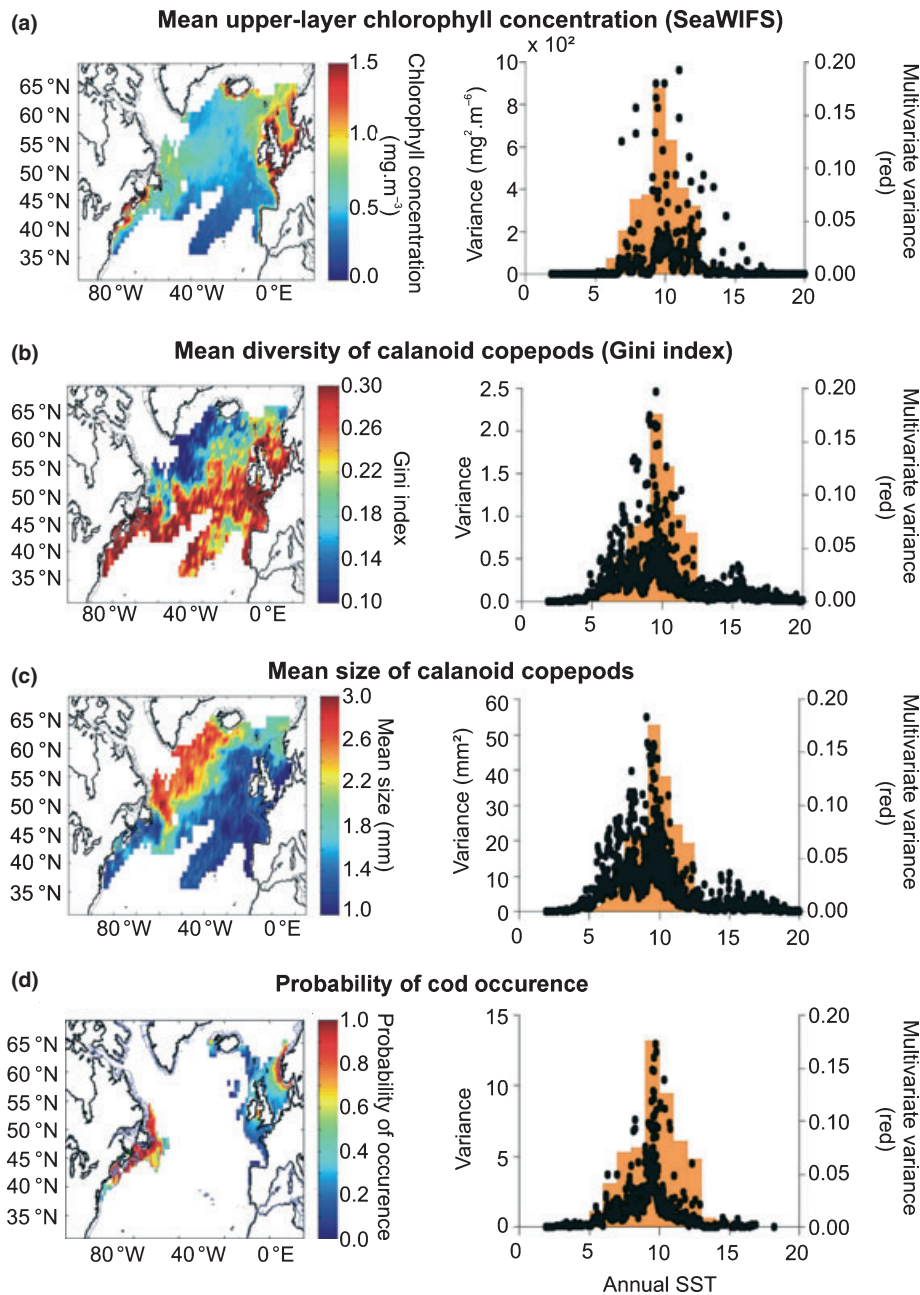 (a)
Mean upper-layer chlorophyll concentration (SeaWIFS)
65 °N
60 °N
55 °N
50 °N
45 °N
40 °N
35 °N
80 °W
40 °W
0 °E
1.5
1.0
0.5
0.0
Chlorophyll concentration
(mg.m⁻³)
x 10²
10
8
6
4
2
0
Variance (mg².m⁻⁶)
0
5
10
15
20
0.20
0.15
0.10
0.05
0.00
Multivariate variance
(red)
(b)
Mean diversity of calanoid copepods (Gini index)
65 °N
60 °N
55 °N
50 °N
45 °N
40 °N
35 °N
80 °W
40 °W
0 °E
0.30
0.26
0.22
0.18
0.14
0.10
Gini index
2.5
2.0
1.5
1.0
0.5
0.0
Variance
0
5
10
15
20
0.20
0.15
0.10
0.05
0.00
Multivariate variance
(red)
(c)
Mean size of calanoid copepods
65 °N
60 °N
55 °N
50 °N
45 °N
40 °N
35 °N
80 °W
40 °W
0 °E
3.0
2.6
2.2
1.8
1.4
1.0
Mean size (mm)
60
50
40
30
20
10
0
Variance (mm²)
0
5
10
15
20
0.20
0.15
0.10
0.05
0.00
Multivariate variance
(red)
(d)
Probability of cod occurence
65 °N
60 °N
55 °N
50 °N
45 °N
40 °N
35 °N
80 °W
40 °W
0 °E
1.0
0.8
0.6
0.4
0.2
0.0
Probability of occurence
15
10
5
0
Variance
0
5
10
15
20
Annual SST
0.20
0.15
0.10
0.05
0.00
Multivariate variance
(red)